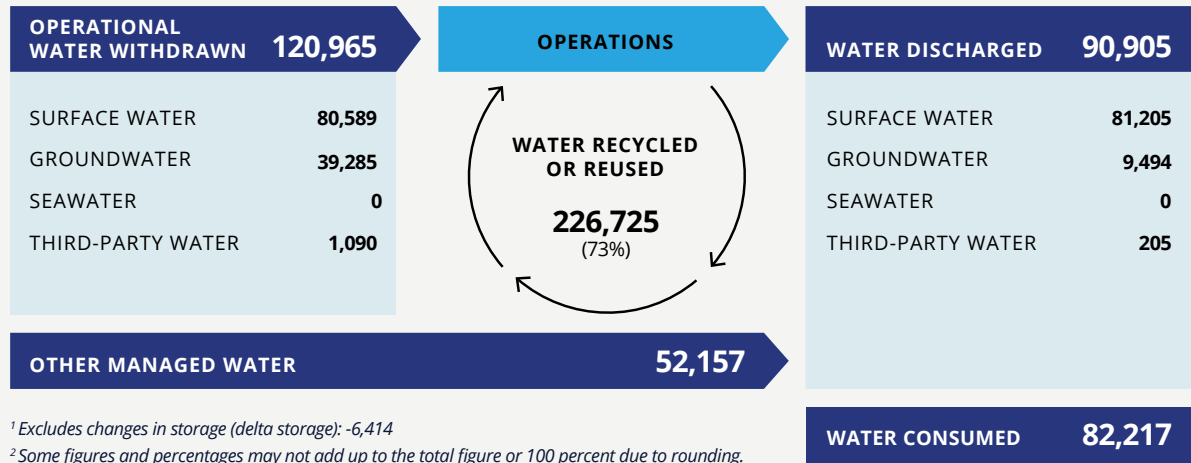 OPERATIONAL
WATER WITHDRAWN 120,965
SURFACE WATER 80,589
GROUNDWATER 39,285
SEAWATER 0
THIRD-PARTY WATER 1,090
OPERATIONS
WATER RECYCLED
OR REUSED
226,725
(73%)
WATER DISCHARGED 90,905
SURFACE WATER 81,205
GROUNDWATER 9,494
SEAWATER 0
THIRD-PARTY WATER 205
OTHER MANAGED WATER 52,157
WATER CONSUMED 82,217
1 Excludes changes in storage (delta storage): -6,414
2 Some figures and percentages may not add up to the total figure or 100 percent due to rounding.